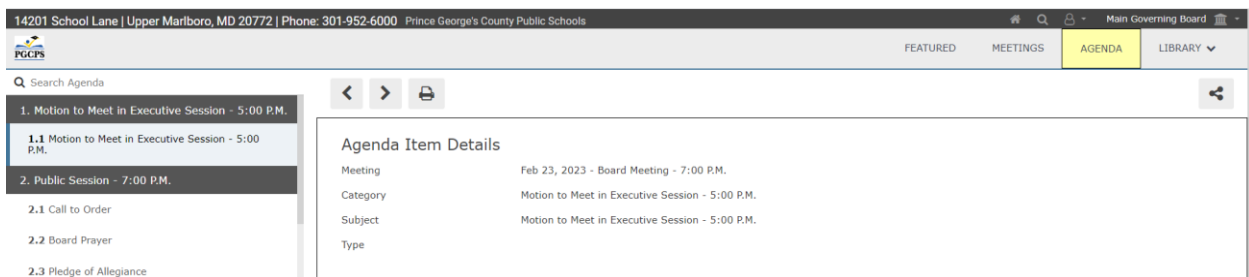 14201 School Lane | Upper Marlboro, MD 20772 | Phone: 301-952-6000 Prince George's County Public Schools Main Governing Board
PGCPS FEATURED MEETINGS AGENDA LIBRARY
Search Agenda
1. Motion to Meet in Executive Session - 5:00 P.M.
1.1 Motion to Meet in Executive Session - 5:00
P.M.
2. Public Session - 7:00 P.M.
2.1 Call to Order
2.2 Board Prayer
2.3 Pledge of Allegiance
Agenda Item Details
Meeting Feb 23, 2023 - Board Meeting - 7:00 P.M.
Category Motion to Meet in Executive Session - 5:00 P.M.
Subject Motion to Meet in Executive Session - 5:00 P.M.
Type